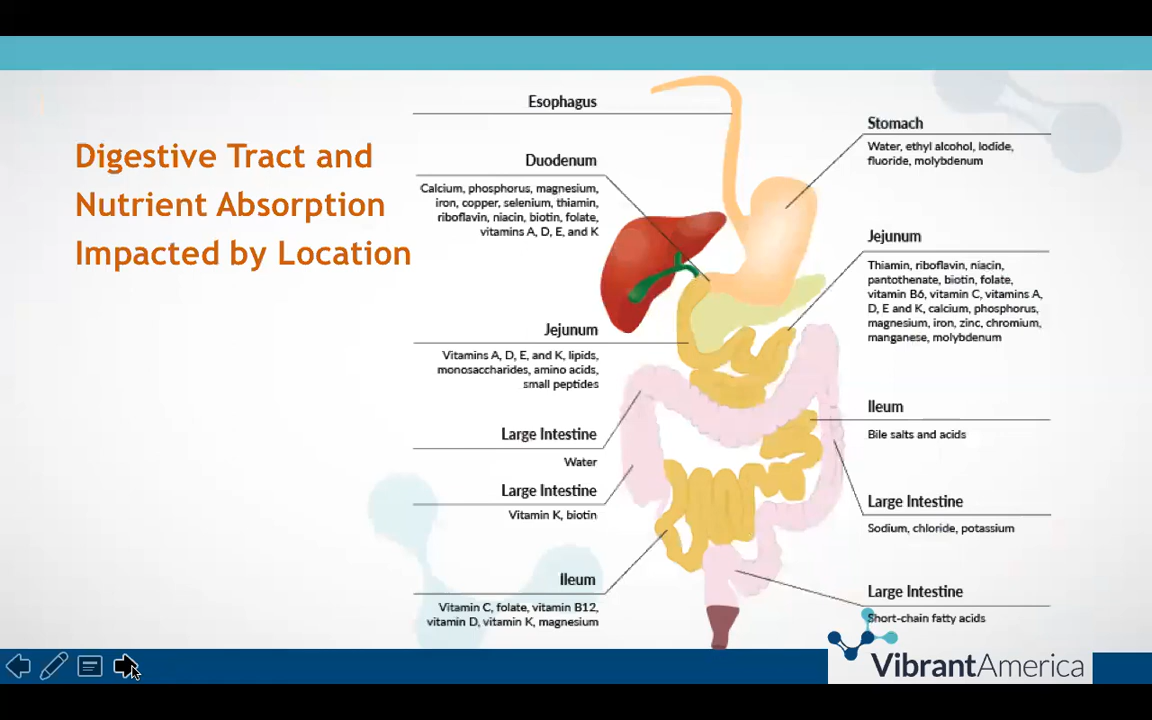 Digestive Tract and
Nutrient Absorption
Impacted by Location
Esophagus
Duodenum
Calcium, phosphorus, magnesium,
iron, copper, selenium, thiamin,
riboflavin, niacin, biotin, folate,
vitamins A, D, E, and K
Jejunum
Vitamins A, D, E, and K, lipids,
monosaccharides, amino acids,
small peptides
Large Intestine
Water
Large Intestine
Vitamin K, biotin
Ileum
Vitamin C, folate, vitamin B12,
vitamin D, vitamin K, magnesium
Stomach
Water, ethyl alcohol, Iodide,
fluoride, molybdenum
Jejunum
Thiamin, riboflavin, niacin,
pantothenate, biotin, folate,
vitamin B6, vitamin C, vitamins A,
D, E and K, calcium, phosphorus,
magnesium, iron, zinc, chromium,
manganese, molybdenum
Ileum
Bile salts and acids
Large Intestine
Sodium, chloride, potassium
Large Intestine
Short-chain fatty acids
VibrantAmerica